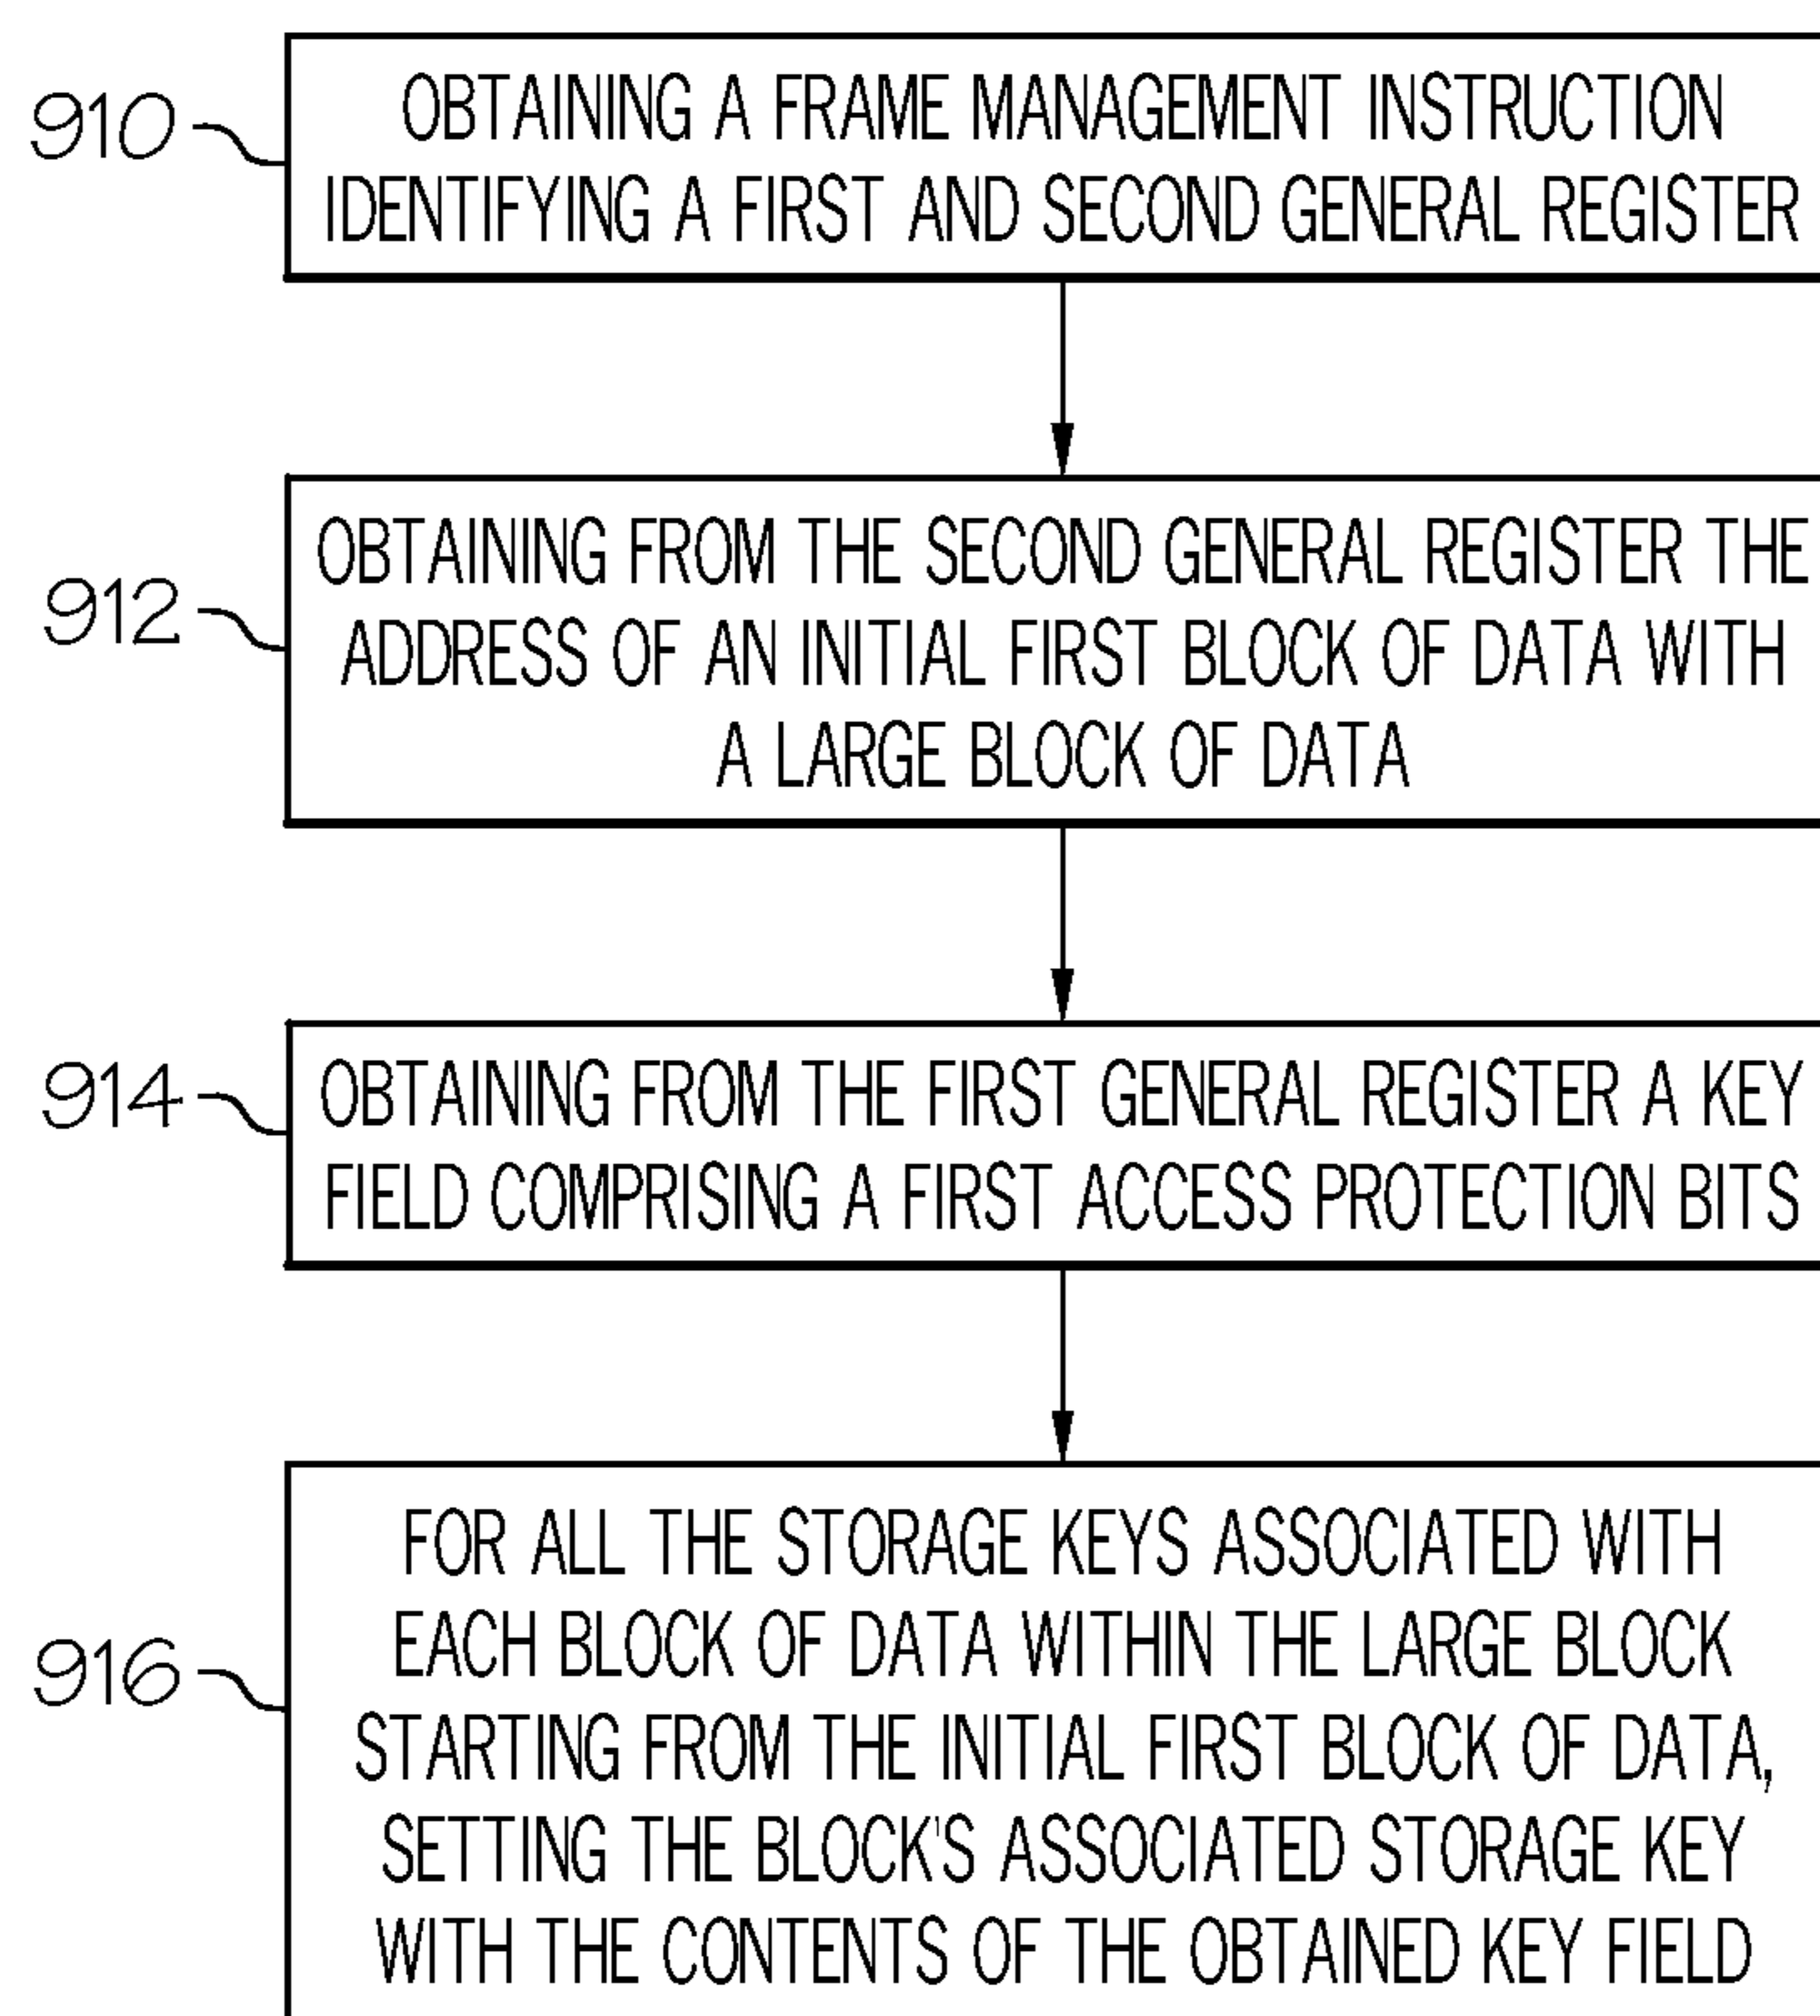 910
OBTAINING A FRAME MANAGEMENT INSTRUCTION
IDENTIFYING A FIRST AND SECOND GENERAL REGISTER
912
OBTAINING FROM THE SECOND GENERAL REGISTER THE
ADDRESS OF AN INITIAL FIRST BLOCK OF DATA WITH
A LARGE BLOCK OF DATA
914
OBTAINING FROM THE FIRST GENERAL REGISTER A KEY
FIELD COMPRISING A FIRST ACCESS PROTECTION BITS
916
FOR ALL THE STORAGE KEYS ASSOCIATED WITH
EACH BLOCK OF DATA WITHIN THE LARGE BLOCK
STARTING FROM THE INITIAL FIRST BLOCK OF DATA,
SETTING THE BLOCK'S ASSOCIATED STORAGE KEY
WITH THE CONTENTS OF THE OBTAINED KEY FIELD